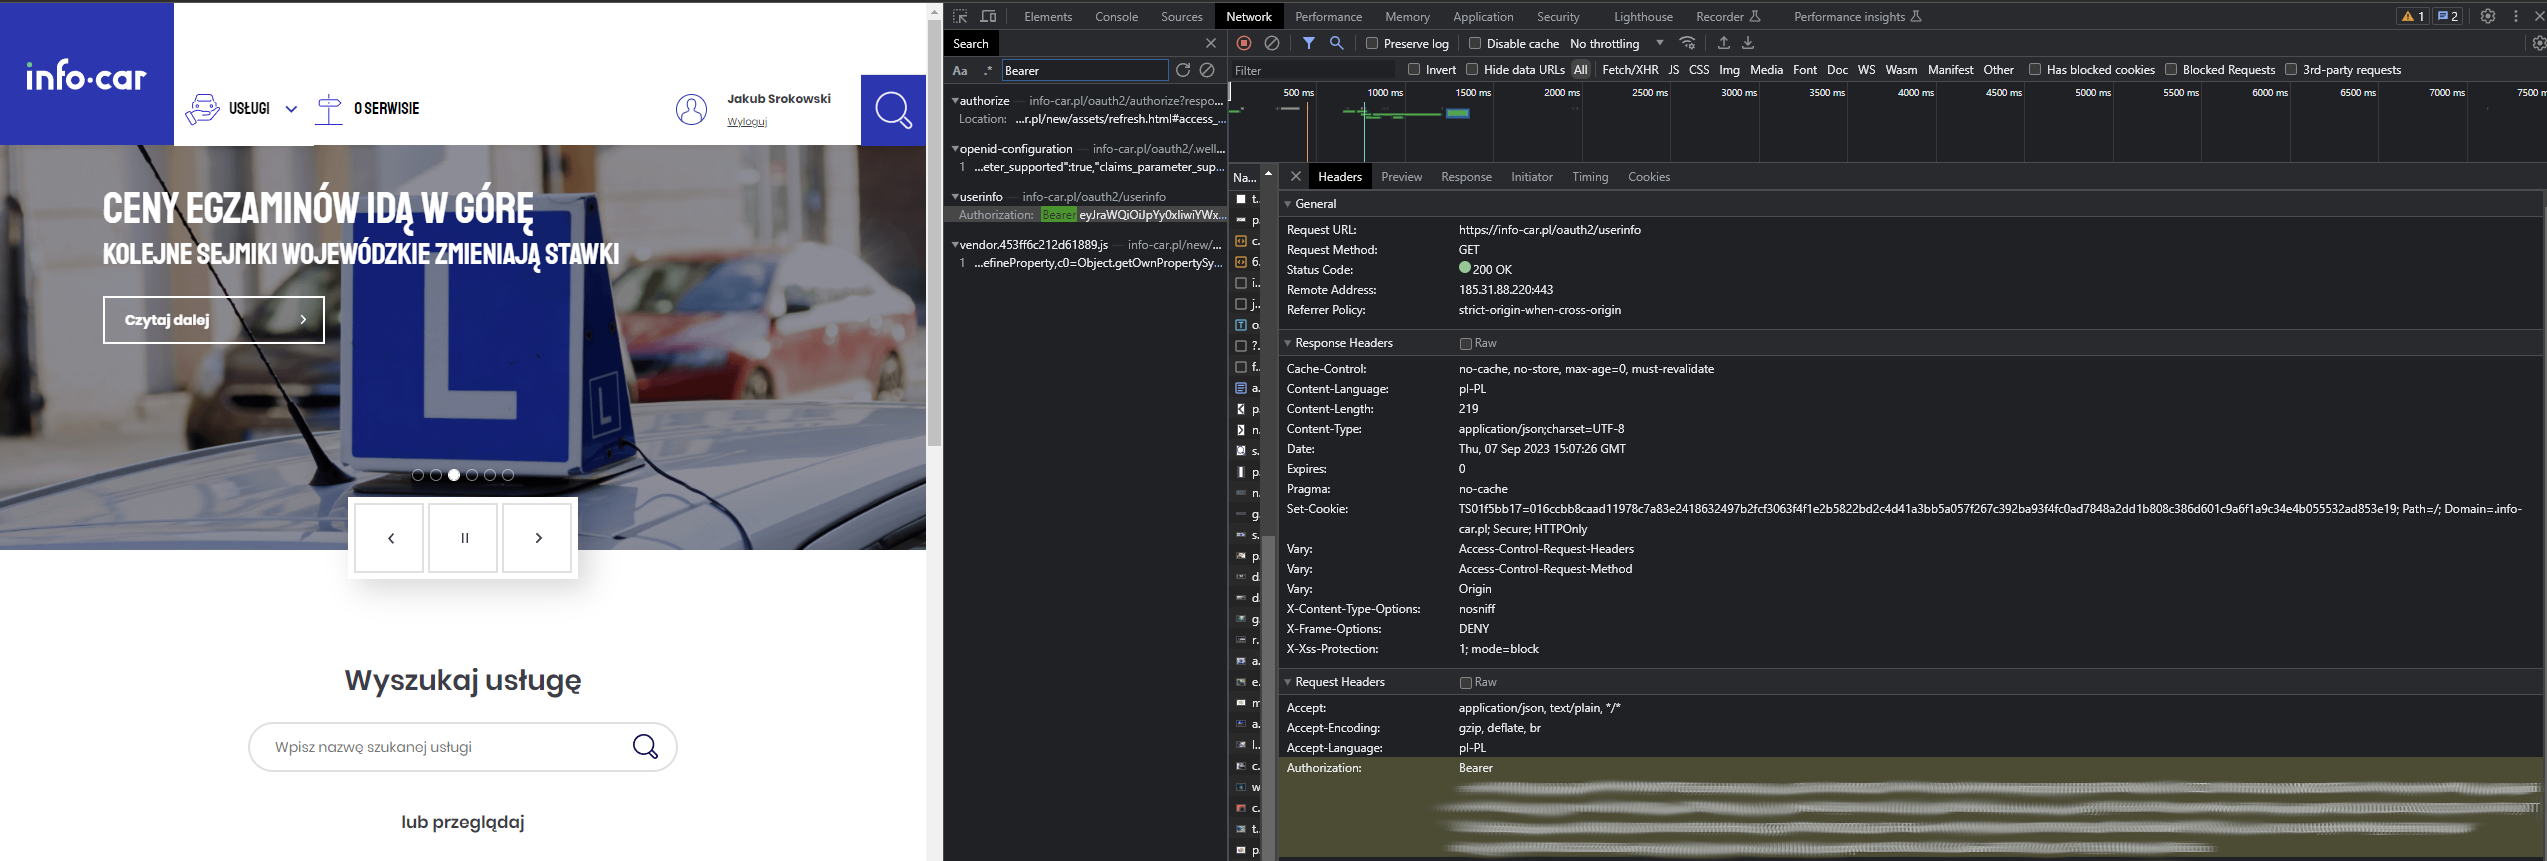 info-car
USŁUGI
O SERWISIE
Jakub Srokowski
Wyloguj
CENY EGZAMINÓW IDĄ W GÓRĘ
KOLEJNE SEJMIKI WOJEWÓDZKIE ZMIENIAJĄ STAWKI
Czytaj dalej
L
L
Wyszukaj usługę
Wpisz nazwę szukanej usługi
lub przeglądaj
Elements Console Sources Network Performance Memory Application Security Lighthouse Recorder Performance insights 1 2
Search
Aa .* Bearer
authorize — info-car.pl/oauth2/authorize?respo...
Location: ...r.pl/new/assets/refresh.html#access_...
openid-configuration — info-car.pl/oauth2/.well...
1 ...eter_supported":true,"claims_parameter_sup...
userinfo — info-car.pl/oauth2/userinfo
Authorization: Bearer eyJraWQiOiJpYy0xIiwiYWx...
vendor.453ff6c212d61889.js — info-car.pl/new/...
1 ...efineProperty,c0=Object.getOwnPropertySy...
Preserve log Disable cache No throttling
Filter Invert Hide data URLs All Fetch/XHR JS CSS Img Media Font Doc WS Wasm Manifest Other Has blocked cookies Blocked Requests 3rd-party requests
500 ms 1000 ms 1500 ms 2000 ms 2500 ms 3000 ms 3500 ms 4000 ms 4500 ms 5000 ms 5500 ms 6000 ms 6500 ms 7000 ms 7500 m
Na...
t...
p.
c.
6.
i...
j...
o.
?.
f...
a.
p.
n.
s.
p.
n.
g.
s.
p.
d.
d.
g.
r.
a.
e.
m
a.
l...
c.
w
c.
t...
p.
Headers Preview Response Initiator Timing Cookies
General
Request URL: https://info-car.pl/oauth2/userinfo
Request Method: GET
Status Code: 200 OK
Remote Address: 185.31.88.220:443
Referrer Policy: strict-origin-when-cross-origin
Response Headers Raw
Cache-Control: no-cache, no-store, max-age=0, must-revalidate
Content-Language: pl-PL
Content-Length: 219
Content-Type: application/json;charset=UTF-8
Date: Thu, 07 Sep 2023 15:07:26 GMT
Expires: 0
Pragma: no-cache
Set-Cookie: TS01f5bb17=016ccbb8caad11978c7a83e2418632497b2fcf3063f4f1e2b5822bd2c4d41a3bb5a057f267c392ba93f4fc0ad7848a2dd1b808c386d601c9a6f1a9c34e4b055532ad853e19; Path=/; Domain=.info-
car.pl; Secure; HTTPOnly
Vary: Access-Control-Request-Headers
Vary: Access-Control-Request-Method
Vary: Origin
X-Content-Type-Options: nosniff
X-Frame-Options: DENY
X-Xss-Protection: 1; mode=block
Request Headers Raw
Accept: application/json, text/plain, */*
Accept-Encoding: gzip, deflate, br
Accept-Language: pl-PL
Authorization: Bearer